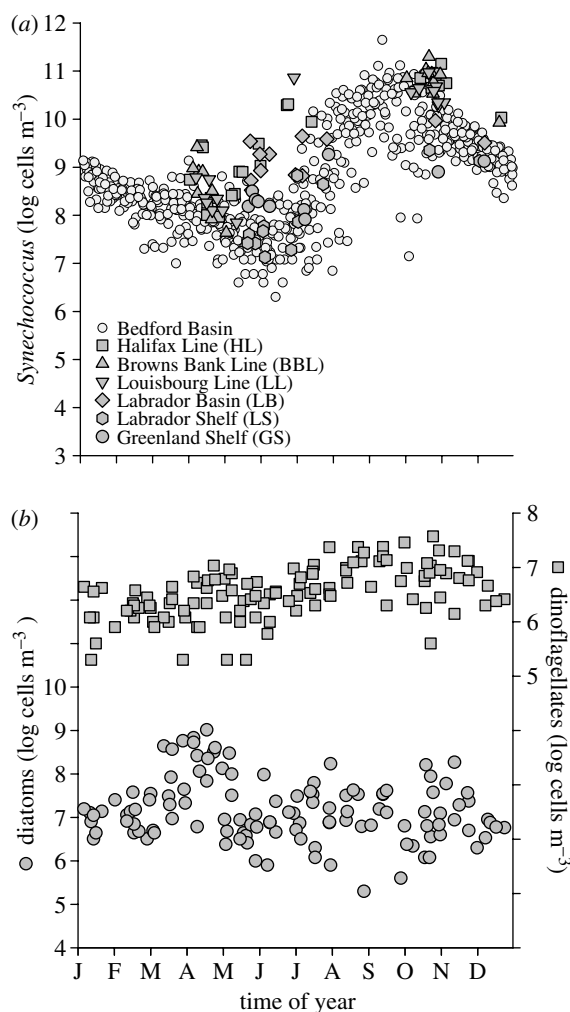 (a)
12
11
10
9
8
7
6
5
4
3
Synechococcus (log cells m⁻³)
Bedford Basin
Halifax Line (HL)
Browns Bank Line (BBL)
Louisbourg Line (LL)
Labrador Basin (LB)
Labrador Shelf (LS)
Greenland Shelf (GS)
(b)
8
7
6
5
dinoflagellates (log cells m⁻³)
10
9
8
7
6
5
4
diatoms (log cells m⁻³)
J F M A M J J A S O N D
time of year